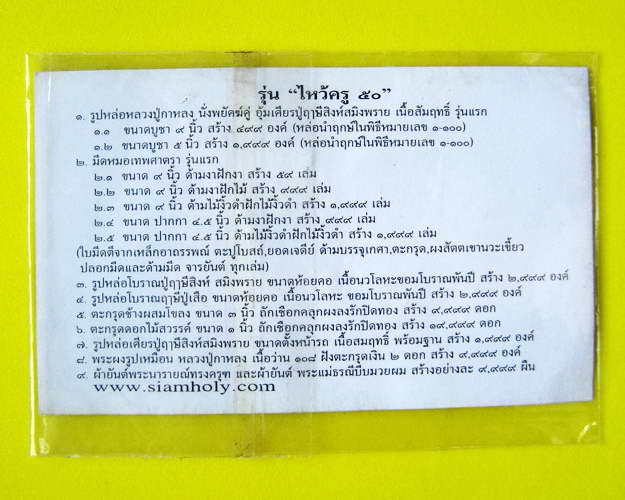 รุ่น “ไหว้ครู ๕๐”
๑. รูปหล่อหลวงปู่กาหลง นั่งพยัคฆ์คู่ อุ้มเศียรปู่ฤาษีสิงห์สมิงพราย เนื้อสัมฤทธิ์ รุ่นแรก
๑.๑ ขนาดบูชา ๙ นิ้ว สร้าง ๔๙๙ องค์ (หล่อนำฤกษ์ในพิธีหมายเลข ๑-๑๐๐)
๑.๒ ขนาดบูชา ๕ นิ้ว สร้าง ๑,๙๙๙ องค์ (หล่อนำฤกษ์ในพิธีหมายเลข ๑-๑๐๐)
๒. มีดหมอเทพศาตรา รุ่นแรก
๒.๑ ขนาด ๙ นิ้ว ด้ามงาฝักงา สร้าง ๕๙ เล่ม
๒.๒ ขนาด ๙ นิ้ว ด้ามงาฝักไม้ สร้าง ๙๙๙ เล่ม
๒.๓ ขนาด ๙ นิ้ว ด้ามไม้งิ้วดำฝักไม้งิ้วดำ สร้าง ๑,๙๙๙ เล่ม
๒.๔ ขนาด ปากกา ๔.๕ นิ้ว ด้ามงาฝักงา สร้าง ๙๙๙ เล่ม
๒.๕ ขนาด ปากกา ๔.๕ นิ้ว ด้ามไม้งิ้วดำฝักไม้งิ้วดำ สร้าง ๑,๙๙๙ เล่ม
(ใบมีดตีจากเหล็กอาถรรพณ์ ตะปูโบสถ์,ยอดเจดีย์ ด้ามบรรจุเกศา,ตะกรุด,ผงสัตตเขานวะเขี้ยว
ปลอกมีดและด้ามมีด จารยันต์ ทุกเล่ม)
๓. รูปหล่อโบราณปู่ฤาษีสิงห์ สมิงพราย ขนาดห้อยคอ เนื้อนวโลหะขอมโบราณพันปี สร้าง ๒,๙๙๙ องค์
๔. รูปหล่อโบราณฤาษีปู่เสือ ขนาดห้อยคอ เนื้อนวโลหะ ขอมโบราณพันปี สร้าง ๒,๙๙๙ องค์
๕. ตะกรุดช้างผสมโขลง ขนาด ๓ นิ้ว ถักเชือกคลุกผงลงรักปิดทอง สร้าง ๙,๙๙๙ ดอก
๖. ตะกรุดดอกไม้สวรรค์ ขนาด ๑ นิ้ว ถักเชือกคลุกผงลงรักปิดทอง สร้าง ๑๙,๙๙๙ ดอก
๗. รูปหล่อเศียรปู่ฤาษีสิงห์สมิงพราย ขนาดตั้งหน้ารถ เนื้อสมฤทธิ์ พร้อมฐาน สร้าง ๑,๙๙๙ องค์
๘. พระผงรูปเหมือน หลวงปู่กาหลง เนื้อว่าน ๑๐๘ ฝังตะกรุดเงิน ๒ ดอก สร้าง ๙,๙๙๙ องค์
๙. ผ้ายันต์พระนารายณ์ทรงครุฑ และผ้ายันต์ พระแม่ธรณีบีบมวยผม สร้างอย่างละ ๙,๙๙๙ ผืน
www.siamholy.com